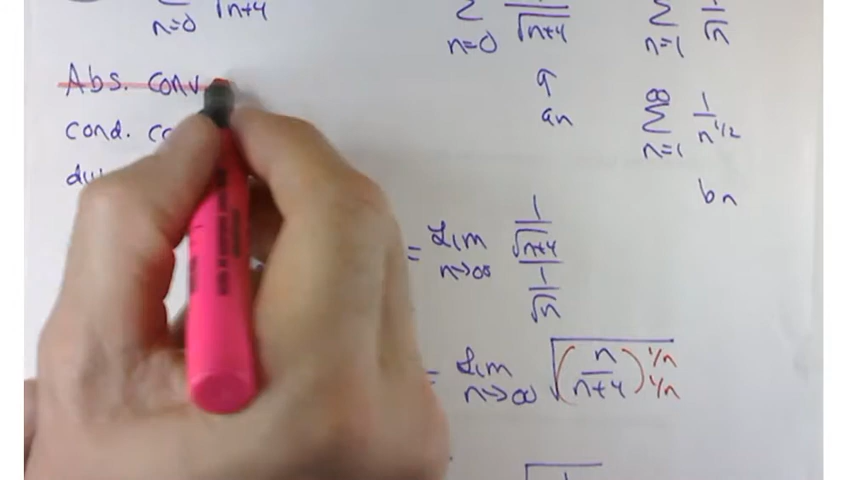 n=0 √n+4
Abs. conv
cond. co
∑ n=0 √n+4
an
∑ n=1 1/√n
∞ ∑ n=1 1/n^1/2
bn
= Lim n→∞ 1/√n+4 / 1/√n
= Lim n→∞ √(n/n+4) 1/n 1/n